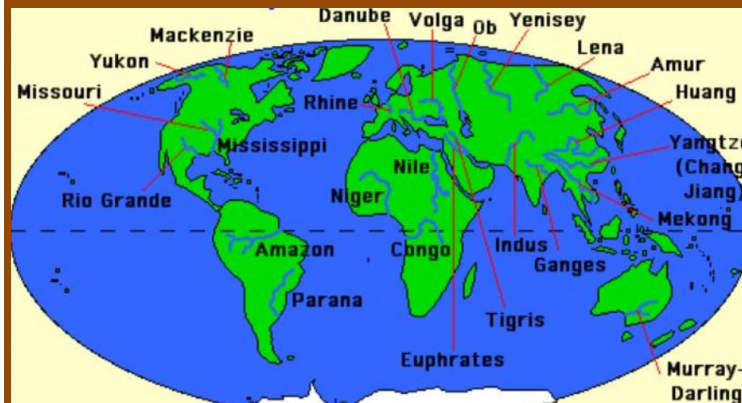 Danube
Volga
Ob
Yenisey
Mackenzie
Lena
Yukon
Amur
Missouri
Rhine
Huang
Mississippi
Yangtze
(Chang
Jiang)
Nile
Niger
Rio Grande
Mekong
Amazon
Congo
Indus
Ganges
Parana
Tigris
Euphrates
Murray-
Darling